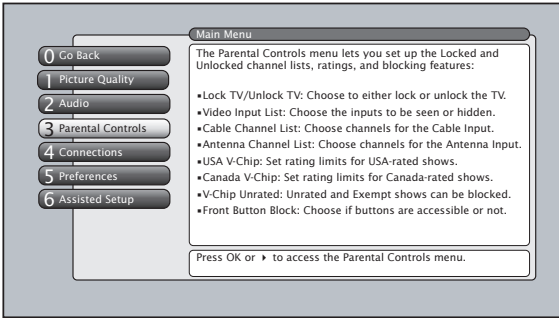 Main Menu
0 Go Back
1 Picture Quality
2 Audio
3 Parental Controls
4 Connections
5 Preferences
6 Assisted Setup
The Parental Controls menu lets you set up the Locked and
Unlocked channel lists, ratings, and blocking features:
▪Lock TV/Unlock TV: Choose to either lock or unlock the TV.
▪Video Input List: Choose the inputs to be seen or hidden.
▪Cable Channel List: Choose channels for the Cable Input.
▪Antenna Channel List: Choose channels for the Antenna Input.
▪USA V-Chip: Set rating limits for USA-rated shows.
▪Canada V-Chip: Set rating limits for Canada-rated shows.
▪V-Chip Unrated: Unrated and Exempt shows can be blocked.
▪Front Button Block: Choose if buttons are accessible or not.
Press OK or ▸ to access the Parental Controls menu.